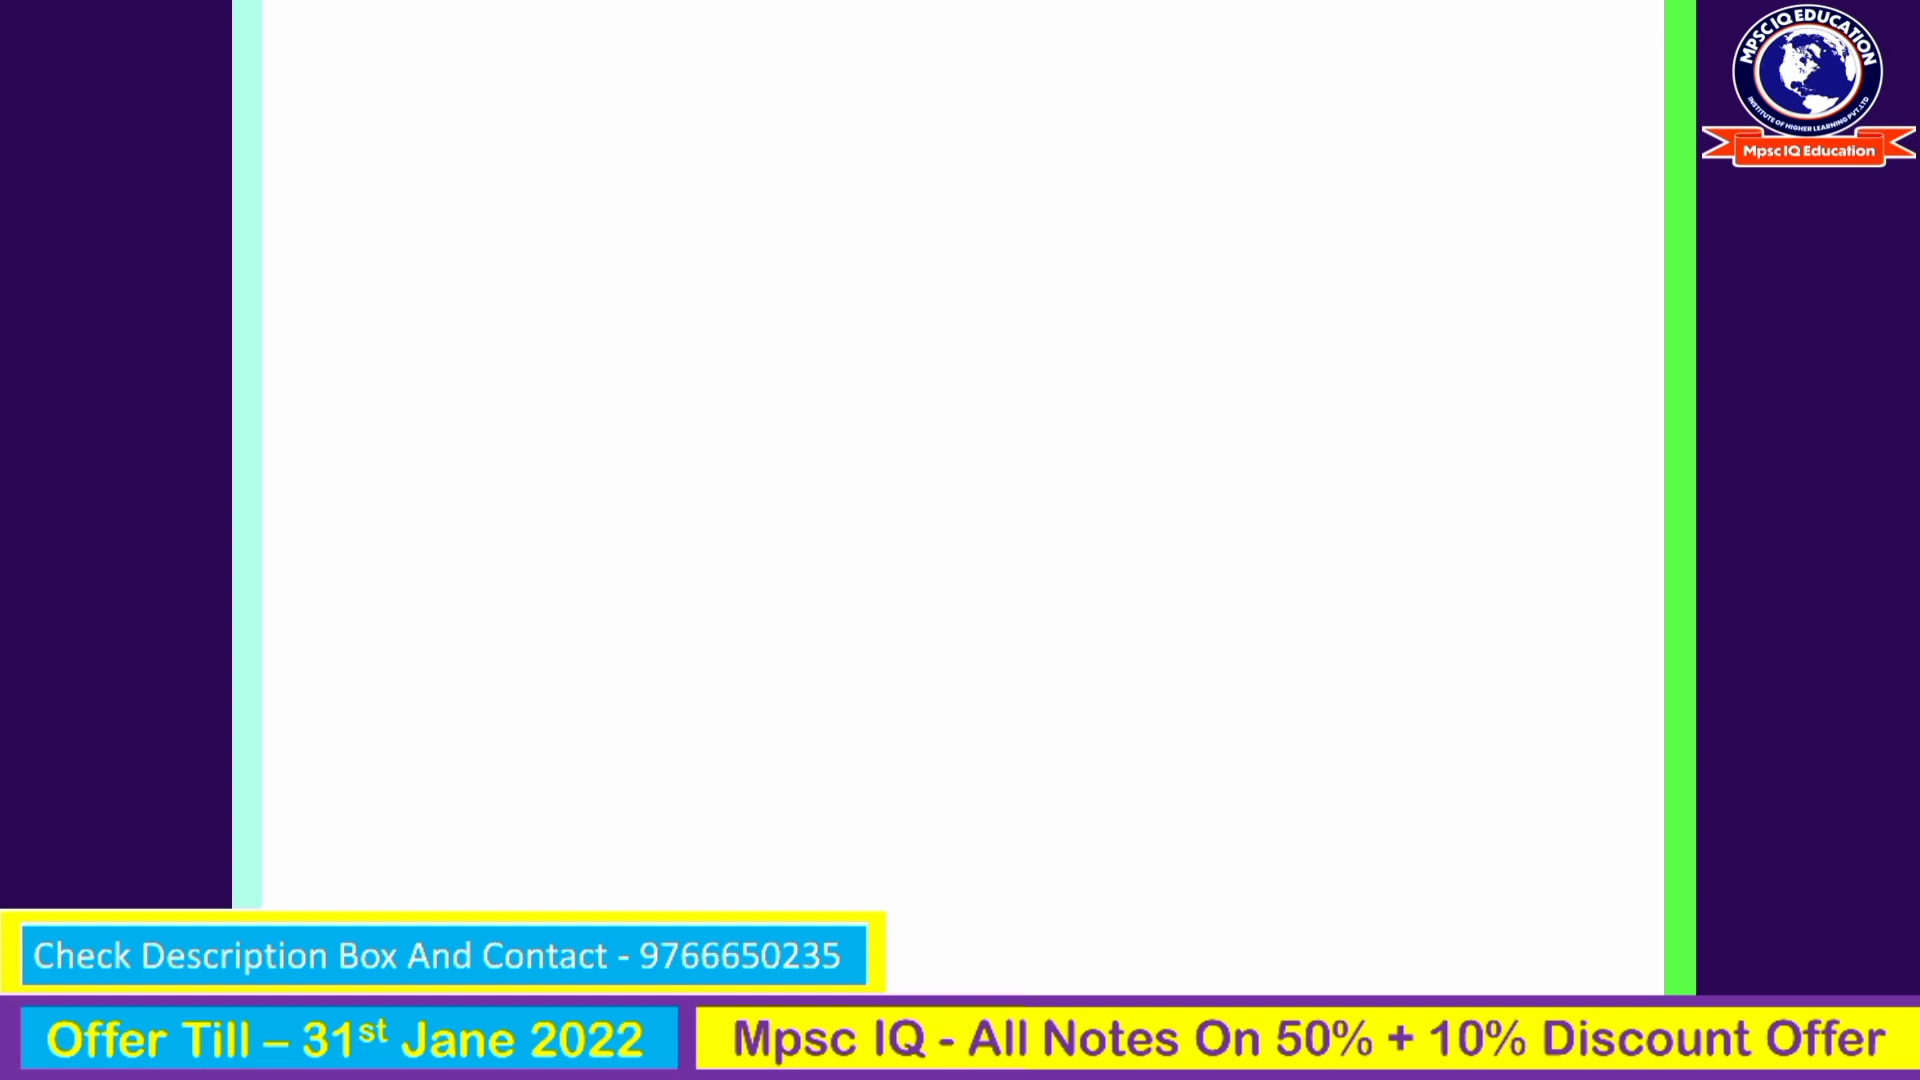 MPSC IQ EDUCATION
INSTITUTE OF HIGHER LEARNING PVT.LTD
Mpsc IQ Education
Check Description Box And Contact - 9766650235
Offer Till – 31st Jane 2022
Mpsc IQ - All Notes On 50% + 10% Discount Offer